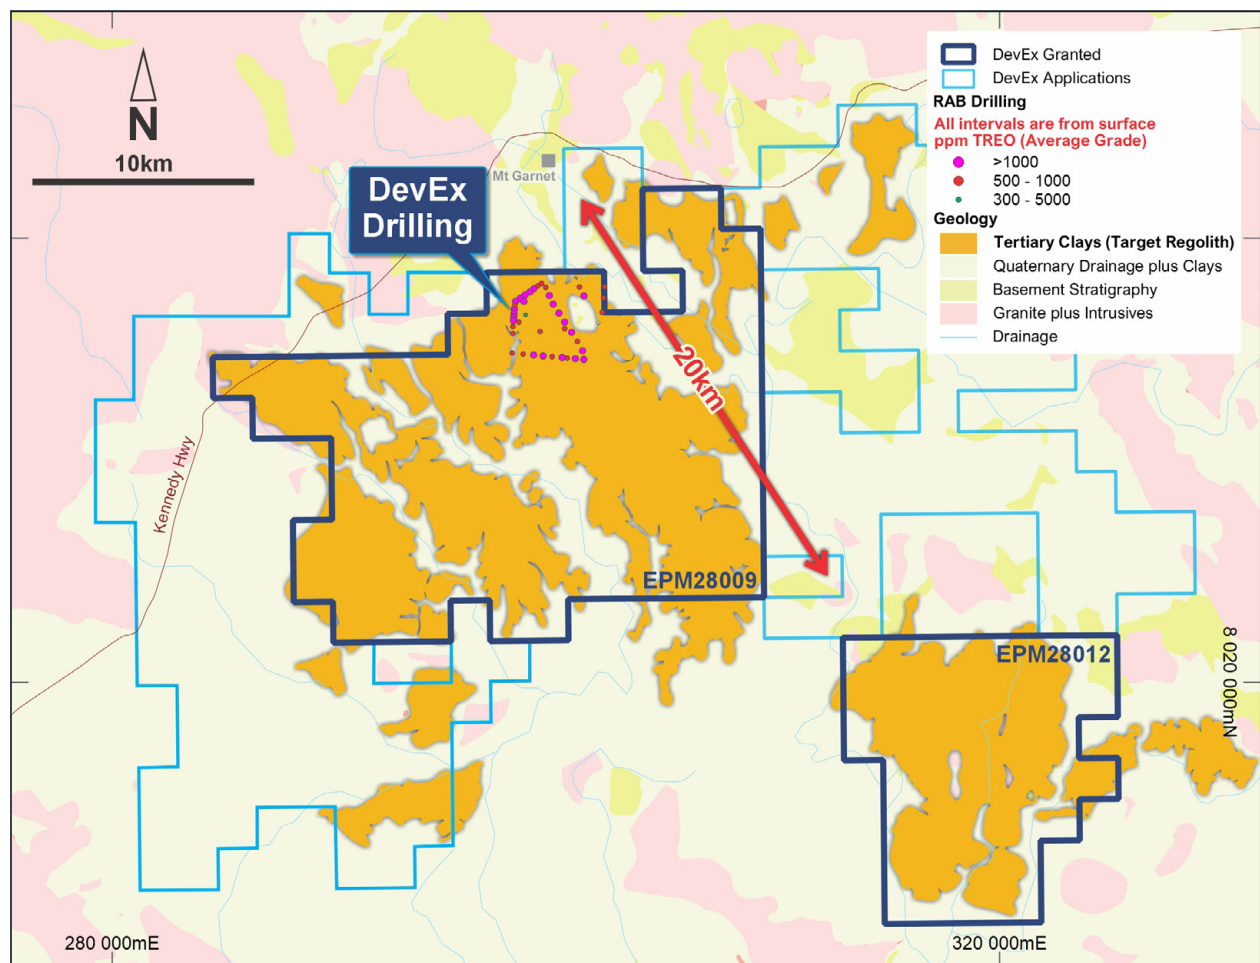 N
10km
DevEx
Drilling
Mt Garnet
Kennedy Hwy
20km
EPM28009
EPM28012
8 020 000mN
280 000mE
320 000mE
DevEx Granted
DevEx Applications
RAB Drilling
All intervals are from surface
ppm TREO (Average Grade)
>1000
500 - 1000
300 - 5000
Geology
Tertiary Clays (Target Regolith)
Quaternary Drainage plus Clays
Basement Stratigraphy
Granite plus Intrusives
Drainage